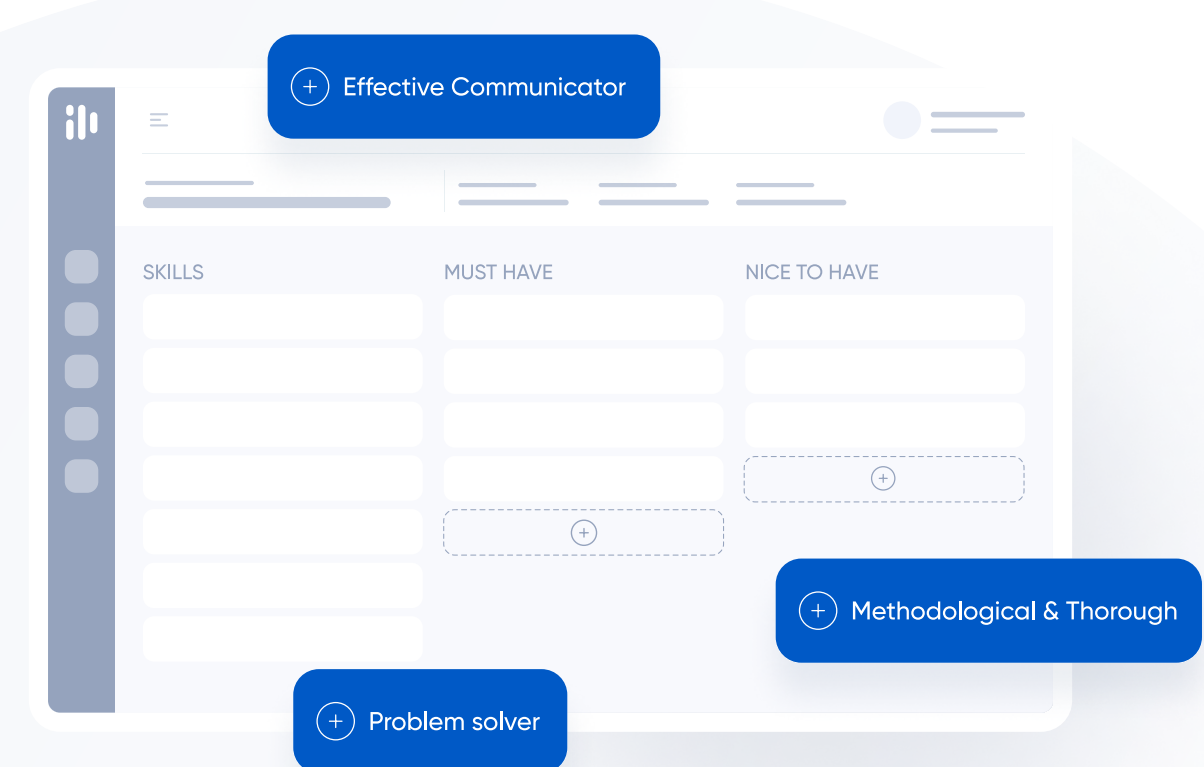 Effective Communicator
SKILLS
MUST HAVE
NICE TO HAVE
Methodological & Thorough
Problem solver